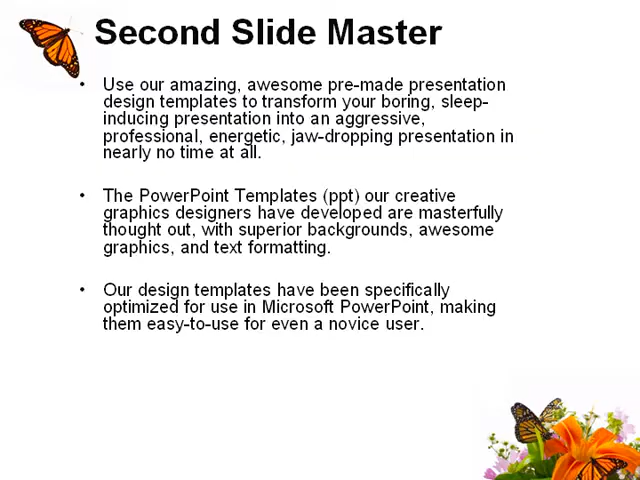 Second Slide Master
• Use our amazing, awesome pre-made presentation
design templates to transform your boring, sleep-
inducing presentation into an aggressive,
professional, energetic, jaw-dropping presentation in
nearly no time at all.
• The PowerPoint Templates (ppt) our creative
graphics designers have developed are masterfully
thought out, with superior backgrounds, awesome
graphics, and text formatting.
• Our design templates have been specifically
optimized for use in Microsoft PowerPoint, making
them easy-to-use for even a novice user.